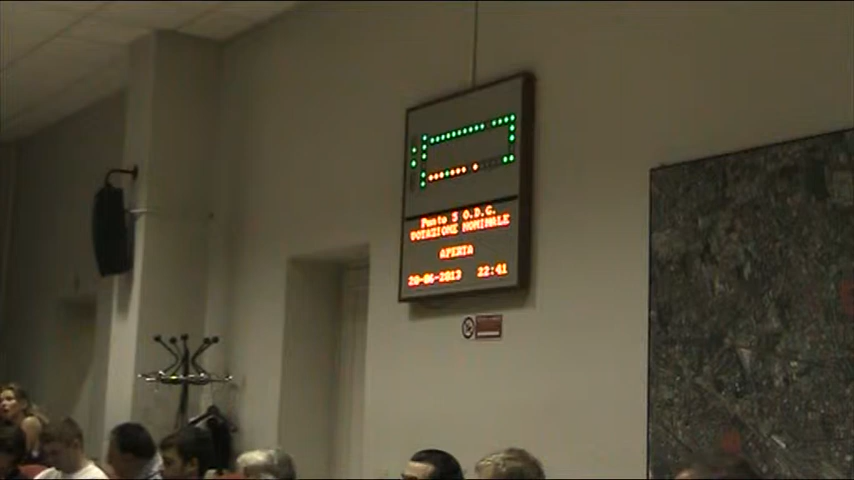 Punto 5 O.D.G.
VOTAZIONE NOMINALE
APERTA
20-06-2013 22:41